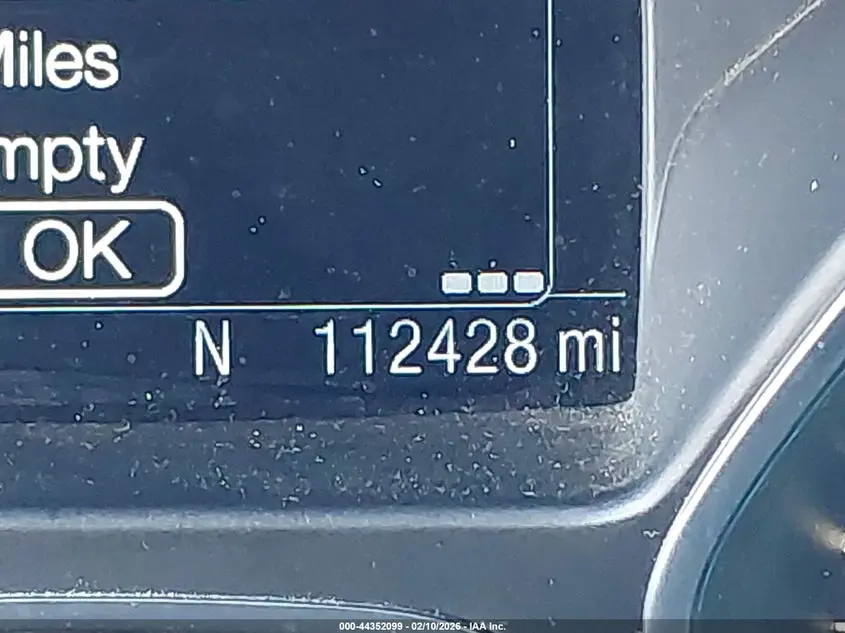 Miles
mpty
OK
N 112428 mi
000-44352099 - 02/10/2026 - IAA Inc.